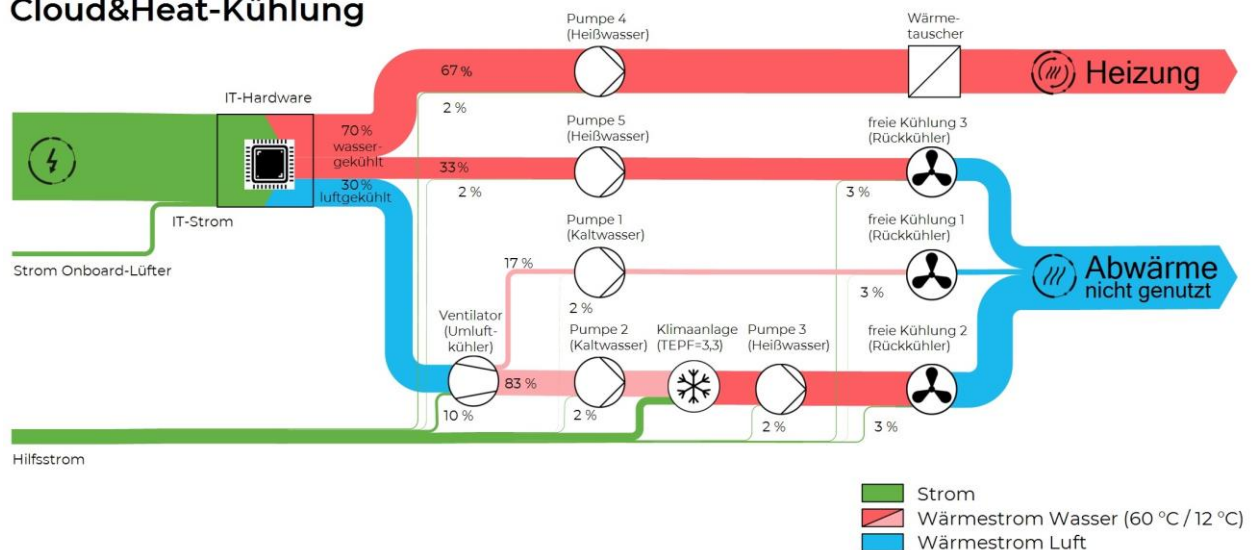 Cloud&Heat-Kühlung
Pumpe 4
(Heißwasser)
Wärme-
tauscher
67 %
Heizung
IT-Hardware
2 %
70 %
wasser-
gekühlt
Pumpe 5
(Heißwasser)
freie Kühlung 3
(Rückkühler)
33 %
30 %
luftgekühlt
2 %
3 %
IT-Strom
Pumpe 1
(Kaltwasser)
freie Kühlung 1
(Rückkühler)
Strom Onboard-Lüfter
17 %
Abwärme
nicht genutzt
2 %
3 %
Ventilator
(Umluft-
kühler)
Pumpe 2
(Kaltwasser)
Klimaanlage
(TEPF=3,3)
Pumpe 3
(Heißwasser)
freie Kühlung 2
(Rückkühler)
83 %
10 %
2 %
2 %
3 %
Hilfsstrom
Strom
Wärmestrom Wasser (60 °C / 12 °C)
Wärmestrom Luft